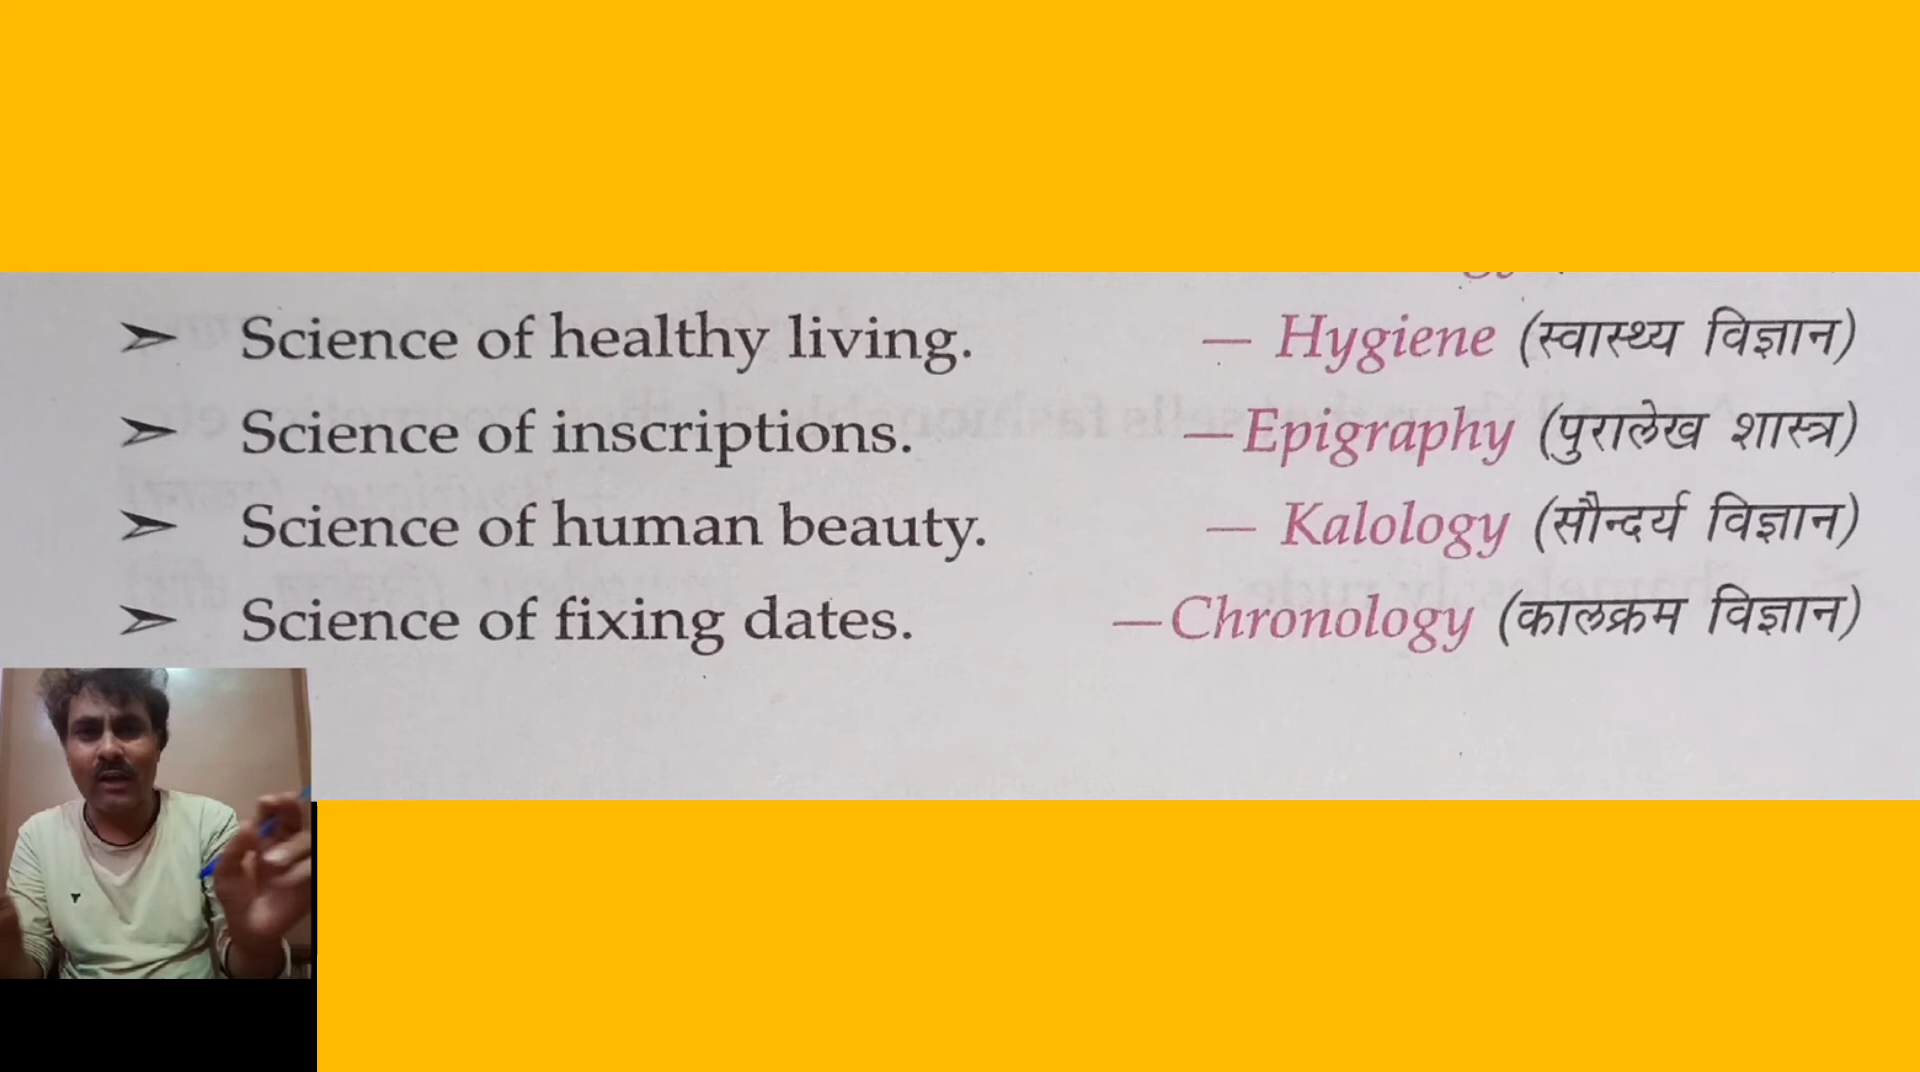 ➢ Science of healthy living. — Hygiene (स्वास्थ्य विज्ञान)
➢ Science of inscriptions. —Epigraphy (पुरालेख शास्त्र)
➢ Science of human beauty. — Kalology (सौन्दर्य विज्ञान)
➢ Science of fixing dates. —Chronology (कालक्रम विज्ञान)